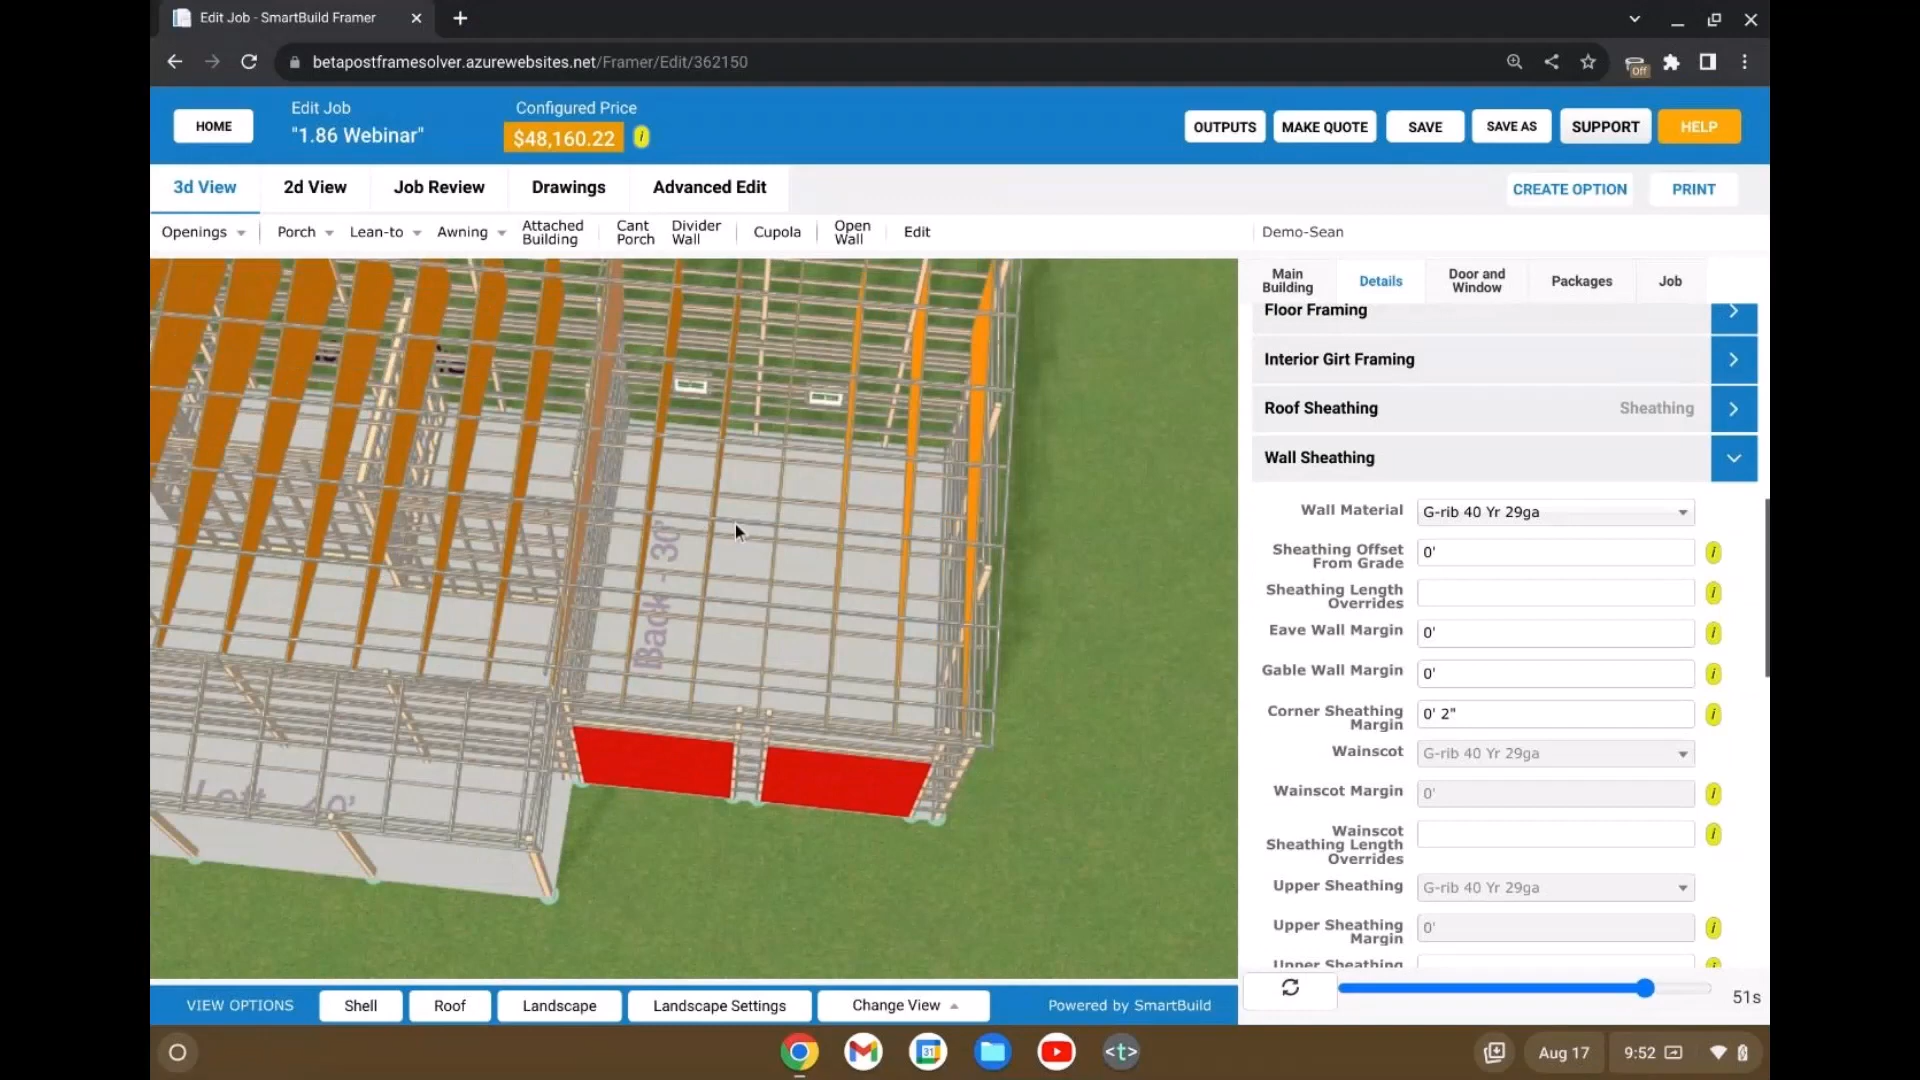 Edit Job - SmartBuild Framer
betapostframesolver.azurewebsites.net/Framer/Edit/362150
Off
HOME
Edit Job
"1.86 Webinar"
Configured Price
$48,160.22
i
OUTPUTS
MAKE QUOTE
SAVE
SAVE AS
SUPPORT
HELP
3d View
2d View
Job Review
Drawings
Advanced Edit
CREATE OPTION
PRINT
Openings
Porch
Lean-to
Awning
Attached
Building
Cant
Porch
Divider
Wall
Cupola
Open
Wall
Edit
Demo-Sean
Main
Building
Details
Door and
Window
Packages
Job
Floor Framing
Interior Girt Framing
Roof Sheathing
Sheathing
Wall Sheathing
Wall Material
G-rib 40 Yr 29ga
Sheathing Offset
From Grade
0'
i
Sheathing Length
Overrides
i
Eave Wall Margin
0'
i
Gable Wall Margin
0'
i
Corner Sheathing
Margin
0' 2"
i
Wainscot
G-rib 40 Yr 29ga
Wainscot Margin
0'
i
Wainscot
Sheathing Length
Overrides
i
Upper Sheathing
G-rib 40 Yr 29ga
Upper Sheathing
Margin
0'
i
Upper Sheathing
i
Back - 30'
Left - 40'
VIEW OPTIONS
Shell
Roof
Landscape
Landscape Settings
Change View
Powered by SmartBuild
51s
31
<t>
Aug 17
9:52